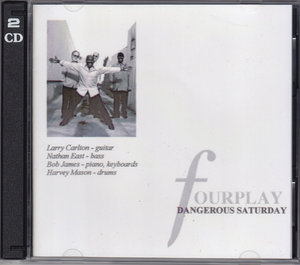 2
CD
Larry Carlton - guitar
Nathan East - bass
Bob James - piano, keyboards
Harvey Mason - drums
fOURPLAY
DANGEROUS SATURDAY